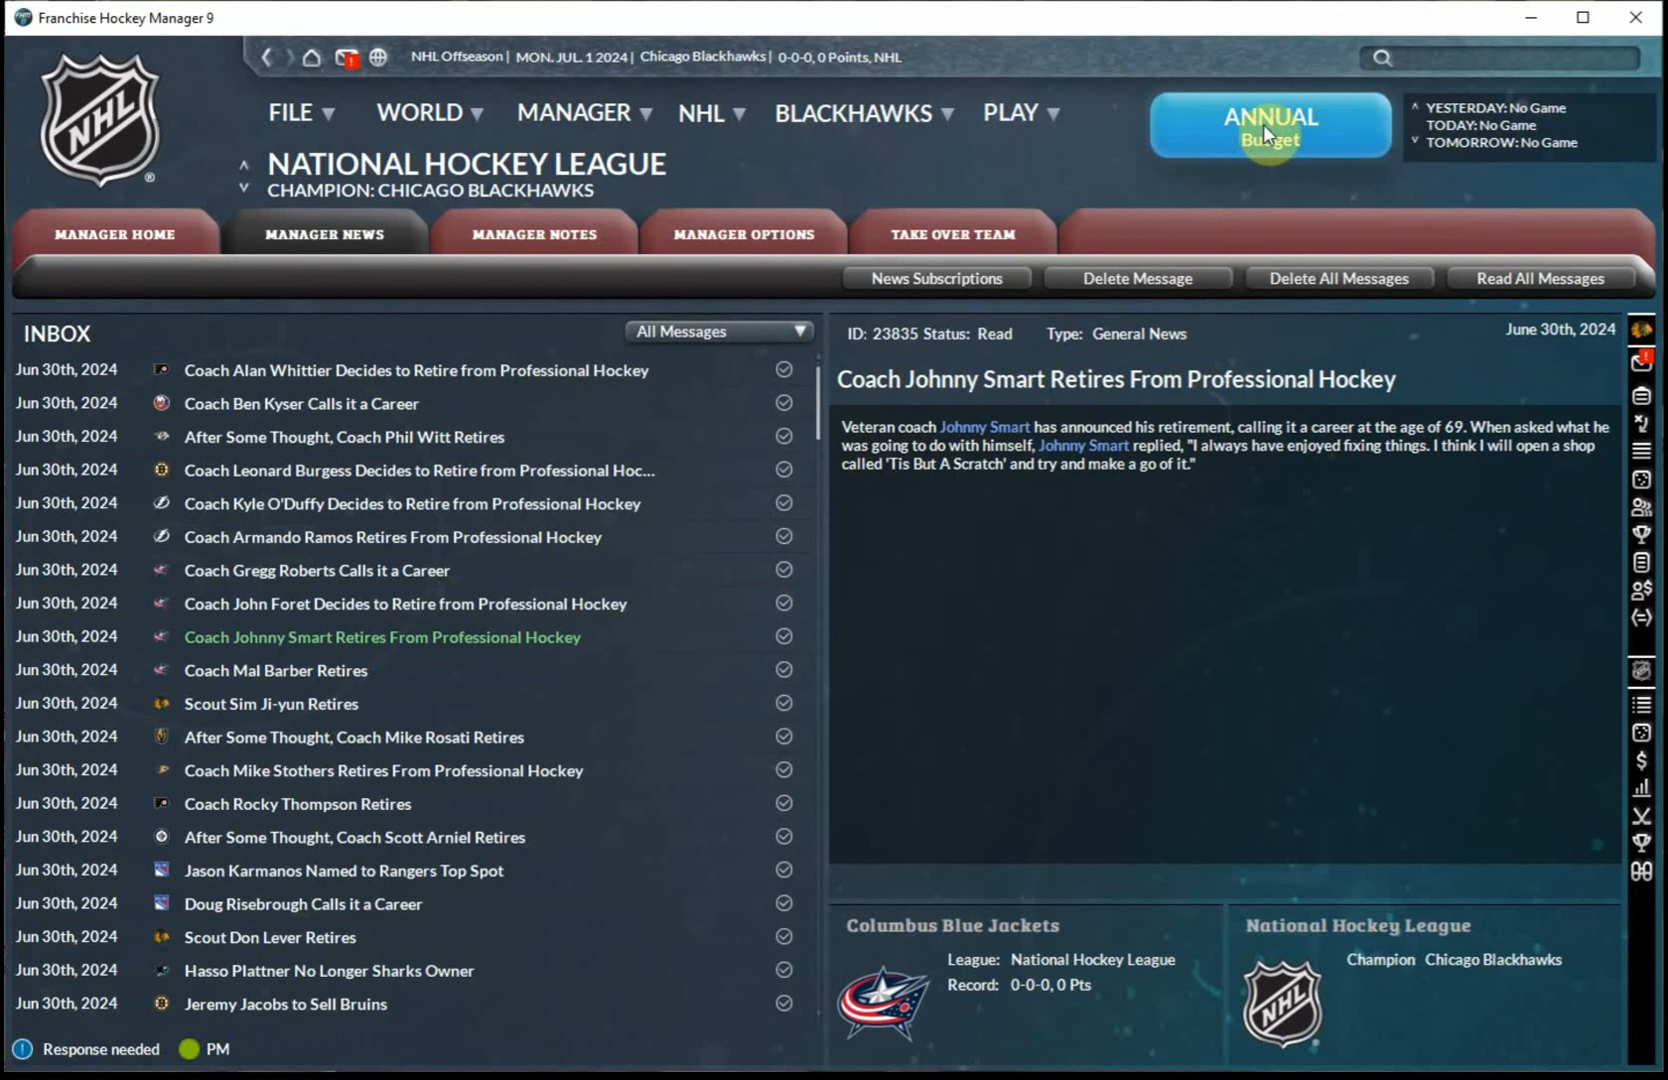 Franchise Hockey Manager 9
NHL Offseason | MON. JUL. 1 2024 | Chicago Blackhawks | 0-0-0, 0 Points, NHL
FILE WORLD MANAGER NHL BLACKHAWKS PLAY
ANNUAL
Budget
YESTERDAY: No Game
TODAY: No Game
TOMORROW: No Game
NHL
NATIONAL HOCKEY LEAGUE
CHAMPION: CHICAGO BLACKHAWKS
MANAGER HOME MANAGER NEWS MANAGER NOTES MANAGER OPTIONS TAKE OVER TEAM
News Subscriptions Delete Message Delete All Messages Read All Messages
INBOX All Messages
Jun 30th, 2024 Coach Alan Whittier Decides to Retire from Professional Hockey
Jun 30th, 2024 Coach Ben Kyser Calls it a Career
Jun 30th, 2024 After Some Thought, Coach Phil Witt Retires
Jun 30th, 2024 Coach Leonard Burgess Decides to Retire from Professional Hoc...
Jun 30th, 2024 Coach Kyle O'Duffy Decides to Retire from Professional Hockey
Jun 30th, 2024 Coach Armando Ramos Retires From Professional Hockey
Jun 30th, 2024 Coach Gregg Roberts Calls it a Career
Jun 30th, 2024 Coach John Foret Decides to Retire from Professional Hockey
Jun 30th, 2024 Coach Johnny Smart Retires From Professional Hockey
Jun 30th, 2024 Coach Mal Barber Retires
Jun 30th, 2024 Scout Sim Ji-yun Retires
Jun 30th, 2024 After Some Thought, Coach Mike Rosati Retires
Jun 30th, 2024 Coach Mike Stothers Retires From Professional Hockey
Jun 30th, 2024 Coach Rocky Thompson Retires
Jun 30th, 2024 After Some Thought, Coach Scott Arniel Retires
Jun 30th, 2024 Jason Karmanos Named to Rangers Top Spot
Jun 30th, 2024 Doug Risebrough Calls it a Career
Jun 30th, 2024 Scout Don Lever Retires
Jun 30th, 2024 Hasso Plattner No Longer Sharks Owner
Jun 30th, 2024 Jeremy Jacobs to Sell Bruins
Response needed PM
ID: 23835 Status: Read Type: General News June 30th, 2024
Coach Johnny Smart Retires From Professional Hockey
Veteran coach Johnny Smart has announced his retirement, calling it a career at the age of 69. When asked what he
was going to do with himself, Johnny Smart replied, "I always have enjoyed fixing things. I think I will open a shop
called 'Tis But A Scratch' and try and make a go of it."
Columbus Blue Jackets
League: National Hockey League
Record: 0-0-0, 0 Pts
National Hockey League
Champion Chicago Blackhawks
NHL